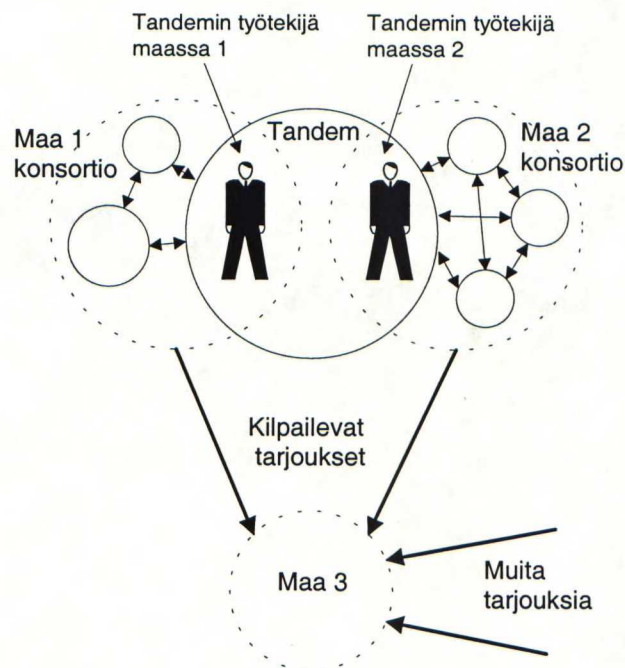 Tandemin työtekijä
maassa 1
Tandemin työtekijä
maassa 2
Maa 1
konsortio
Tandem
Maa 2
konsortio
Kilpailevat
tarjoukset
Maa 3
Muita
tarjouksia